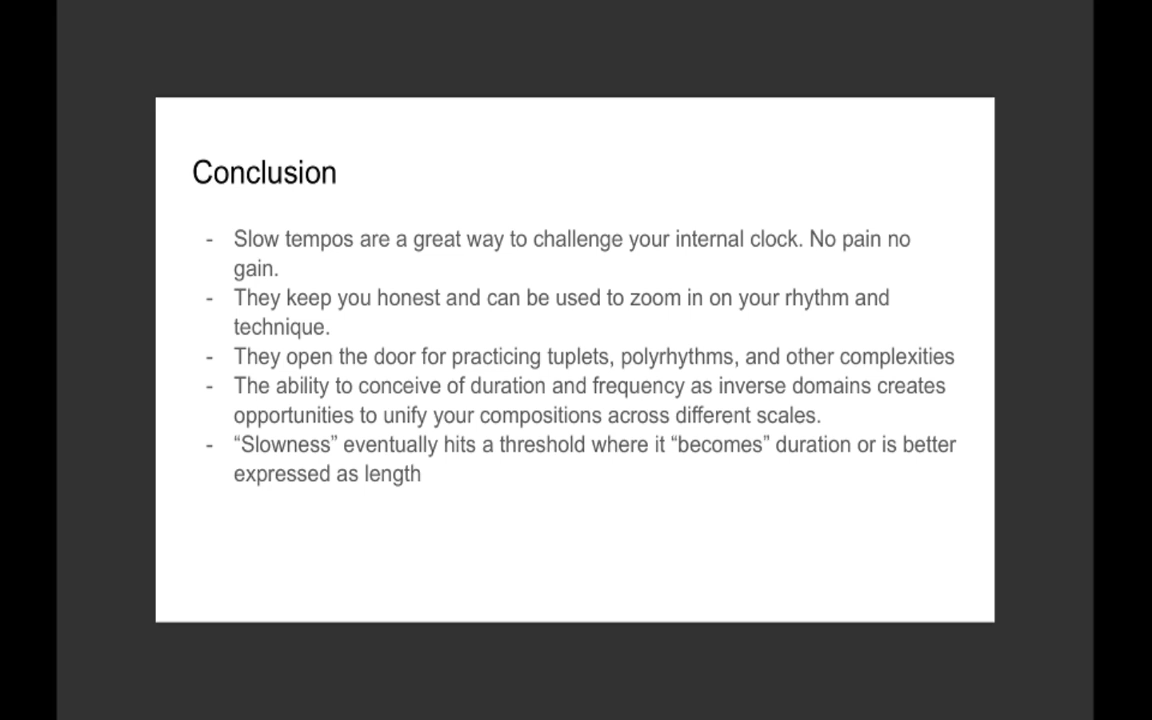 Conclusion
- Slow tempos are a great way to challenge your internal clock. No pain no
gain.
- They keep you honest and can be used to zoom in on your rhythm and
technique.
- They open the door for practicing tuplets, polyrhythms, and other complexities
- The ability to conceive of duration and frequency as inverse domains creates
opportunities to unify your compositions across different scales.
- “Slowness” eventually hits a threshold where it “becomes” duration or is better
expressed as length